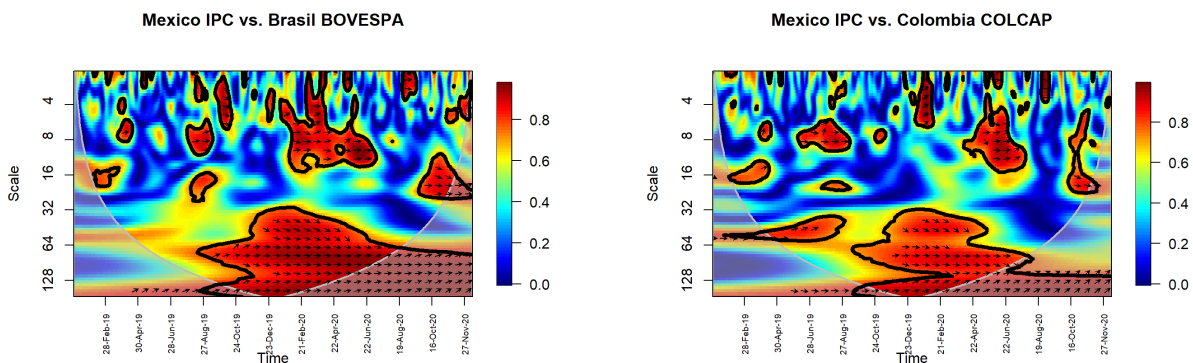 Mexico IPC vs. Brasil BOVESPA
Scale
4
8
16
32
64
128
0.8
0.6
0.4
0.2
0.0
28-Feb-19
30-Apr-19
28-Jun-19
27-Aug-19
24-Oct-19
23-Dec-19
21-Feb-20
22-Apr-20
22-Jun-20
19-Aug-20
16-Oct-20
27-Nov-20
Time
Mexico IPC vs. Colombia COLCAP
Scale
4
8
16
32
64
128
0.8
0.6
0.4
0.2
0.0
28-Feb-19
30-Apr-19
28-Jun-19
27-Aug-19
24-Oct-19
23-Dec-19
21-Feb-20
22-Apr-20
22-Jun-20
19-Aug-20
16-Oct-20
27-Nov-20
Time